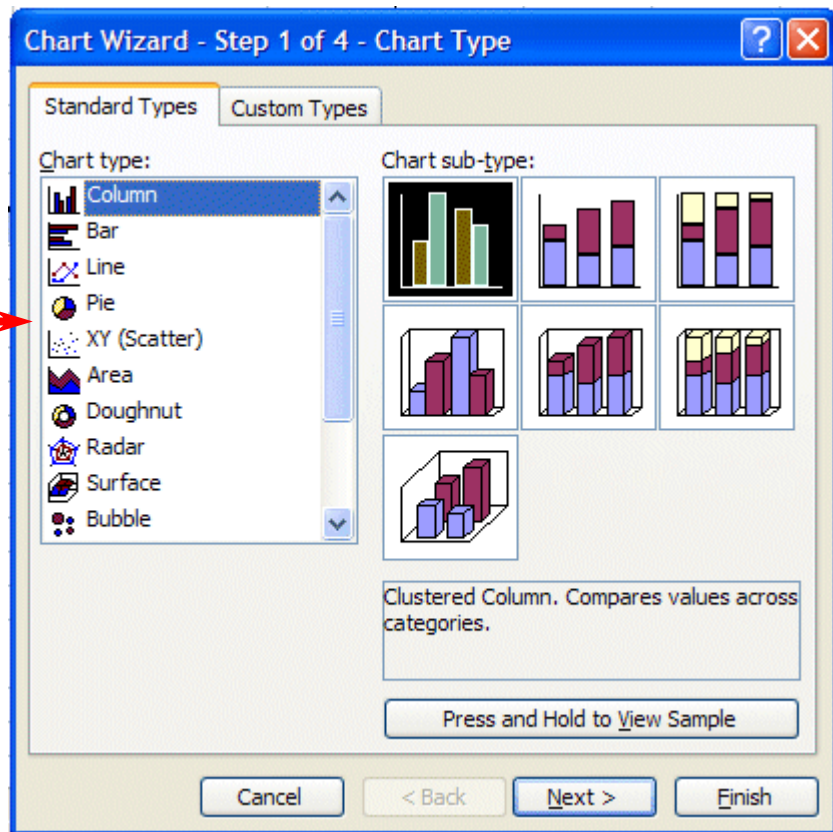 Chart Wizard - Step 1 of 4 - Chart Type
?
Standard Types
Custom Types
Chart type:
Column
Bar
Line
Pie
XY (Scatter)
Area
Doughnut
Radar
Surface
Bubble
Chart sub-type:
Clustered Column. Compares values across
categories.
Press and Hold to View Sample
Cancel
< Back
Next >
Finish